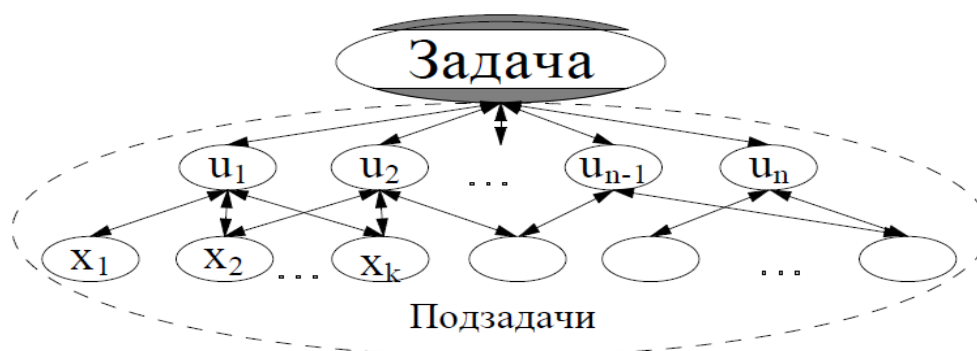 Задача
u1 u2 ... un-1 un
x1 x2 ... xk ...
Подзадачи